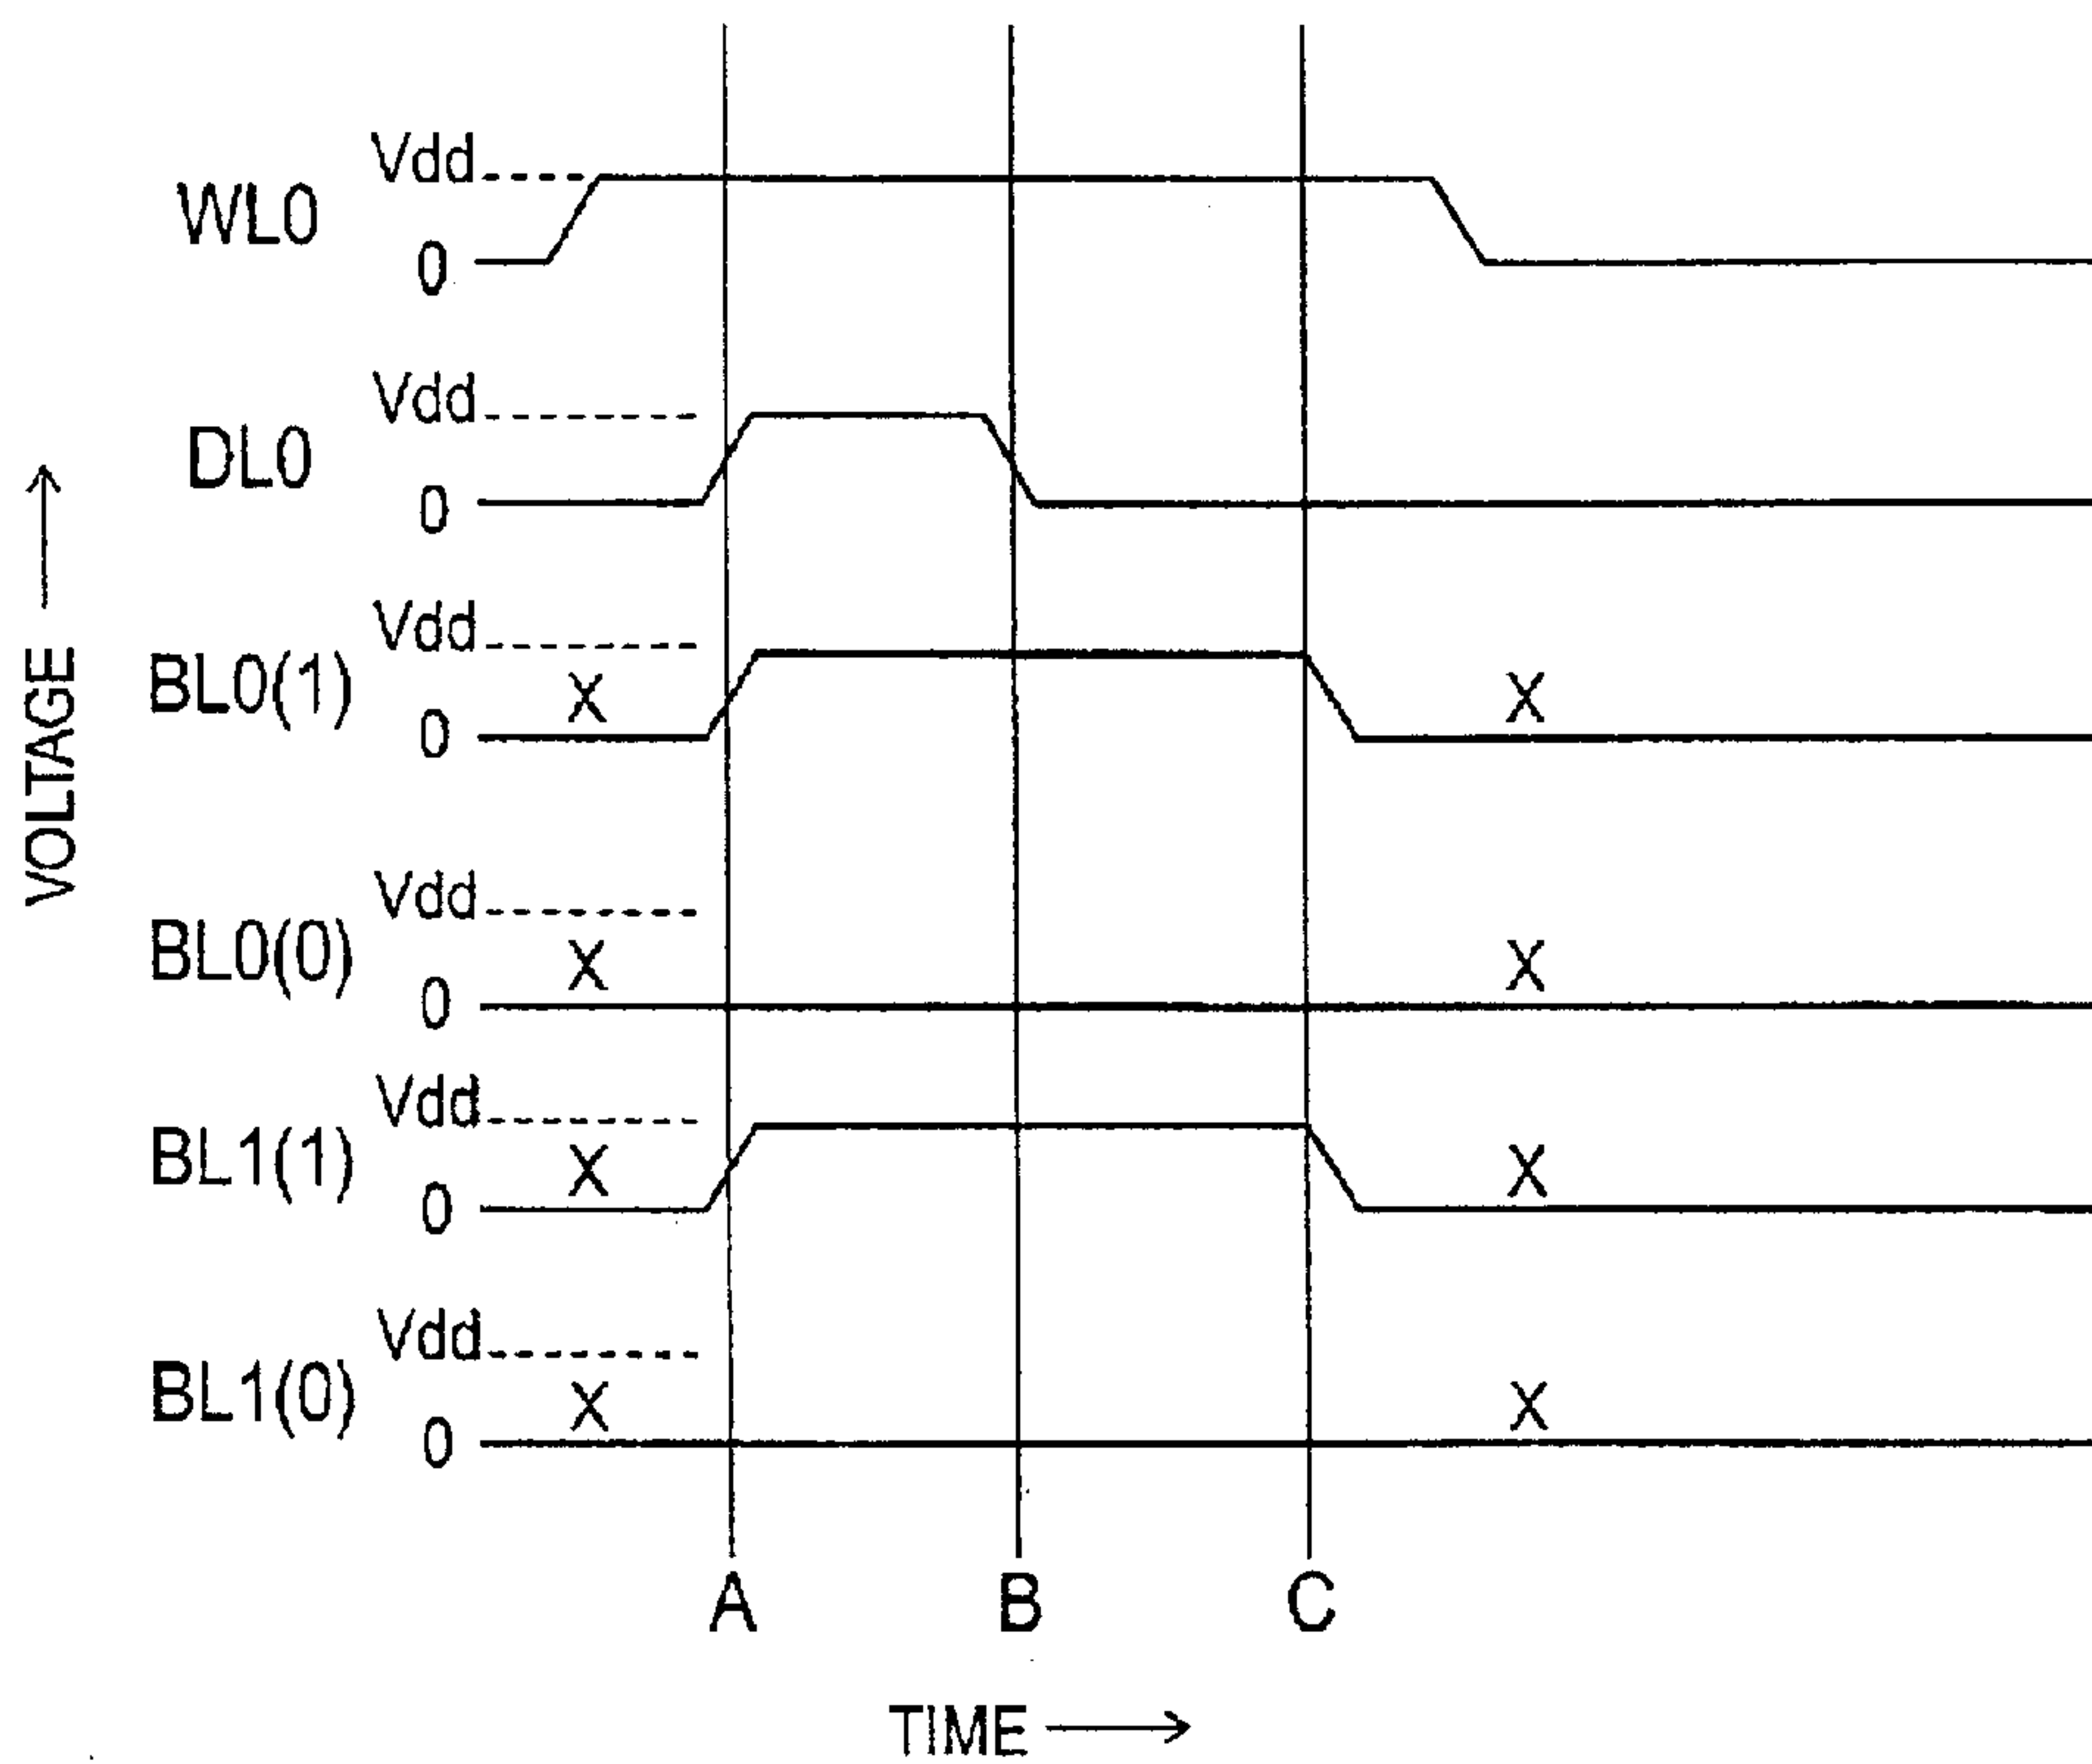 Vdd
WL0
0
Vdd
DL0
0
Vdd
BL0(1)
X
X
0
Vdd
BL0(0)
X
X
0
Vdd
BL1(1)
X
X
0
Vdd
BL1(0)
X
X
0
VOLTAGE
A B C
TIME